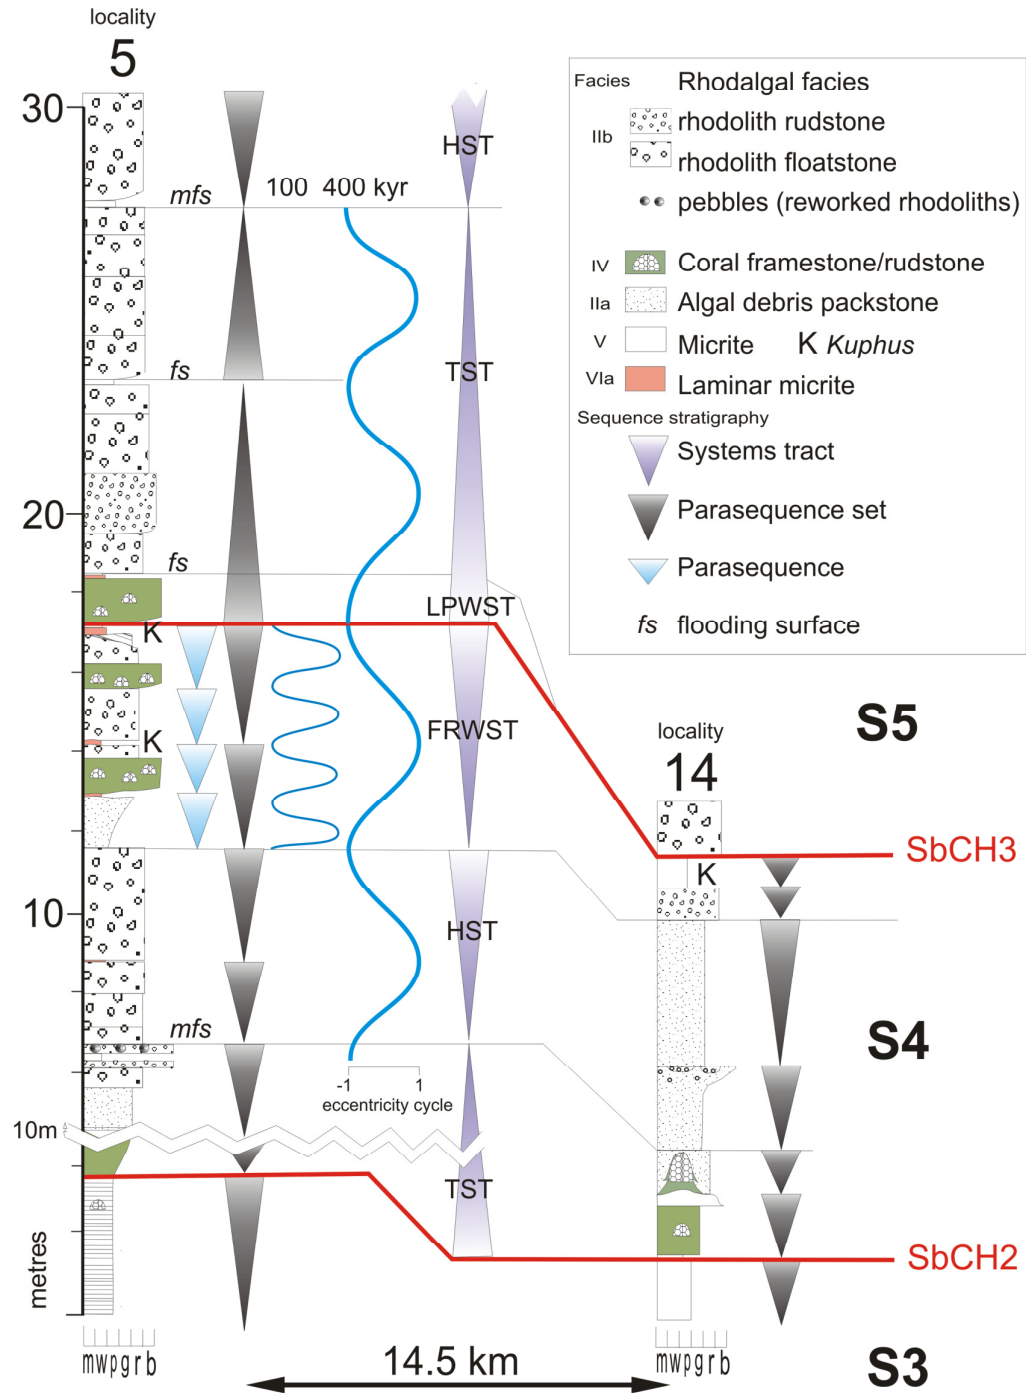 locality
5
30
HST
mfs
100 400 kyr
TST
fs
20
fs
LPWST
K
FRWST
K
10
HST
mfs
-1 1
eccentricity cycle
10m
TST
metres
mwpgrb
14.5 km
Facies Rhodalgal facies
IIb
rhodolith rudstone
rhodolith floatstone
pebbles (reworked rhodoliths)
IV Coral framestone/rudstone
IIa Algal debris packstone
V Micrite K Kuphus
VIa Laminar micrite
Sequence stratigraphy
Systems tract
Parasequence set
Parasequence
fs flooding surface
S5
locality
14
SbCH3
K
S4
SbCH2
mwpgrb
S3